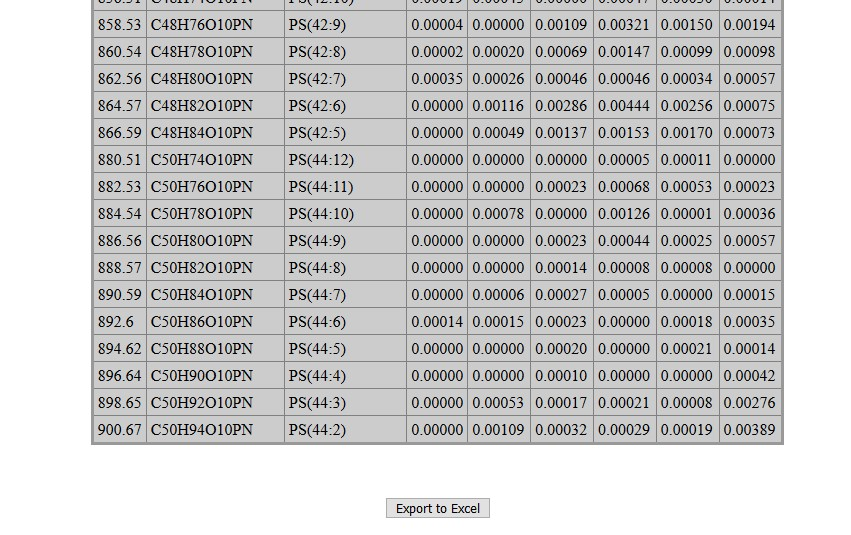 858.53 C48H76O10PN PS(42:9) 0.00004 0.00000 0.00109 0.00321 0.00150 0.00194
860.54 C48H78O10PN PS(42:8) 0.00002 0.00020 0.00069 0.00147 0.00099 0.00098
862.56 C48H80O10PN PS(42:7) 0.00035 0.00026 0.00046 0.00046 0.00034 0.00057
864.57 C48H82O10PN PS(42:6) 0.00000 0.00116 0.00286 0.00444 0.00256 0.00075
866.59 C48H84O10PN PS(42:5) 0.00000 0.00049 0.00137 0.00153 0.00170 0.00073
880.51 C50H74O10PN PS(44:12) 0.00000 0.00000 0.00000 0.00005 0.00011 0.00000
882.53 C50H76O10PN PS(44:11) 0.00000 0.00000 0.00023 0.00068 0.00053 0.00023
884.54 C50H78O10PN PS(44:10) 0.00000 0.00078 0.00000 0.00126 0.00001 0.00036
886.56 C50H80O10PN PS(44:9) 0.00000 0.00000 0.00023 0.00044 0.00025 0.00057
888.57 C50H82O10PN PS(44:8) 0.00000 0.00000 0.00014 0.00008 0.00008 0.00000
890.59 C50H84O10PN PS(44:7) 0.00000 0.00006 0.00027 0.00005 0.00000 0.00015
892.6 C50H86O10PN PS(44:6) 0.00014 0.00015 0.00023 0.00000 0.00018 0.00035
894.62 C50H88O10PN PS(44:5) 0.00000 0.00000 0.00020 0.00000 0.00021 0.00014
896.64 C50H90O10PN PS(44:4) 0.00000 0.00000 0.00010 0.00000 0.00000 0.00042
898.65 C50H92O10PN PS(44:3) 0.00000 0.00053 0.00017 0.00021 0.00008 0.00276
900.67 C50H94O10PN PS(44:2) 0.00000 0.00109 0.00032 0.00029 0.00019 0.00389
Export to Excel